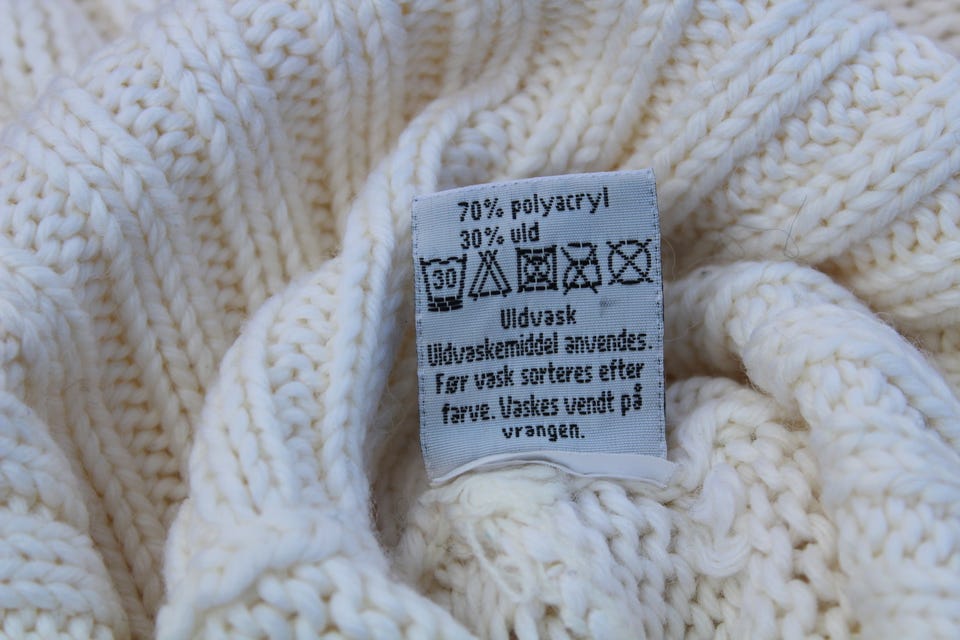 70% polyacryl
30% uld
30
Uldvask
Uldvaskemiddel anvendes.
Før vask sorteres efter
farve. Vaskes vendt på
vrangen.